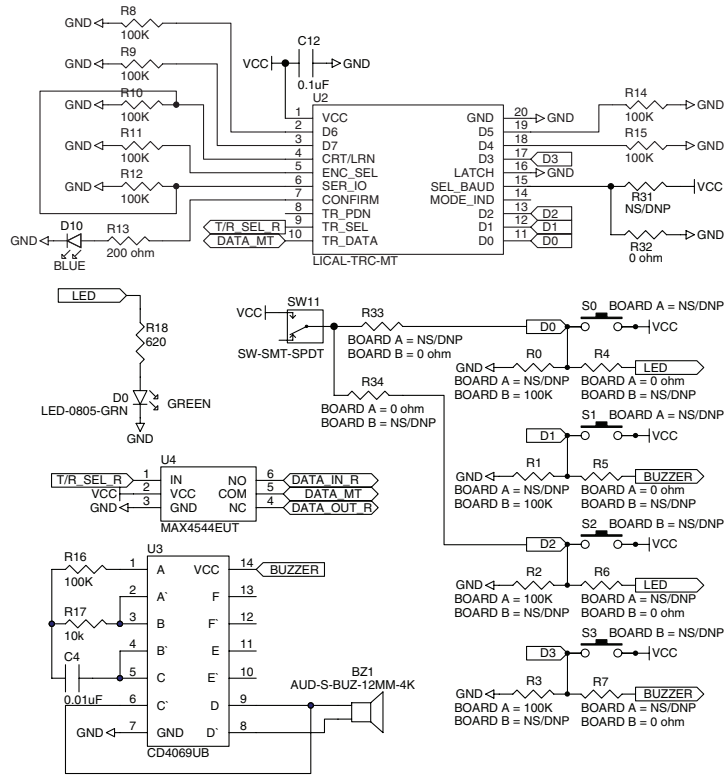 R8
GND
100K
R9
GND
100K
R10
GND
100K
R11
GND
100K
R12
GND
100K
D10
R13
GND
BLUE
200 ohm
C12
VCC
GND
0.1uF
U2
1 VCC
2 D6
3 D7
4 CRT/LRN
5 ENC_SEL
6 SER_IO
7 CONFIRM
8 TR_PDN
T/R_SEL_R 9 TR_SEL
DATA_MT 10 TR_DATA
GND 20 GND
D5 19
D4 18
D3 17 D3
LATCH 16 GND
SEL_BAUD 15
MODE_IND 14
D2 13 D2
D1 12 D1
D0 11 D0
LICAL-TRC-MT
R14
GND
100K
R15
GND
100K
R31
VCC
NS/DNP
R32
GND
0 ohm
LED
R18
620
D0
LED-0805-GRN
GREEN
GND
SW11
VCC
SW-SMT-SPDT
R33
BOARD A = NS/DNP
BOARD B = 0 ohm
R34
BOARD A = 0 ohm
BOARD B = NS/DNP
S0 BOARD A = NS/DNP
D0
VCC
R0
R4
GND
LED
BOARD A = NS/DNP
BOARD B = 100K
BOARD A = 0 ohm
BOARD B = NS/DNP
S1 BOARD A = NS/DNP
D1
VCC
R1
R5
GND
BUZZER
BOARD A = NS/DNP
BOARD B = 100K
BOARD A = 0 ohm
BOARD B = NS/DNP
S2 BOARD B = NS/DNP
D2
VCC
R2
R6
GND
LED
BOARD A = 100K
BOARD B = NS/DNP
BOARD A = NS/DNP
BOARD B = 0 ohm
S3 BOARD B = NS/DNP
D3
VCC
R3
R7
GND
BUZZER
BOARD A = 100K
BOARD B = NS/DNP
BOARD A = NS/DNP
BOARD B = 0 ohm
U4
T/R_SEL_R 1 IN
VCC 2 VCC
GND 3 GND
NO 6 DATA_IN_R
COM 5 DATA_MT
NC 4 DATA_OUT_R
MAX4544EUT
U3
R16
100K
R17
10k
C4
0.01uF
1 A
2 A`
3 B
4 B`
5 C
6 C`
GND 7 GND
VCC 14 BUZZER
F 13
F` 12
E 11
E` 10
D 9
D` 8
CD4069UB
BZ1
AUD-S-BUZ-12MM-4K